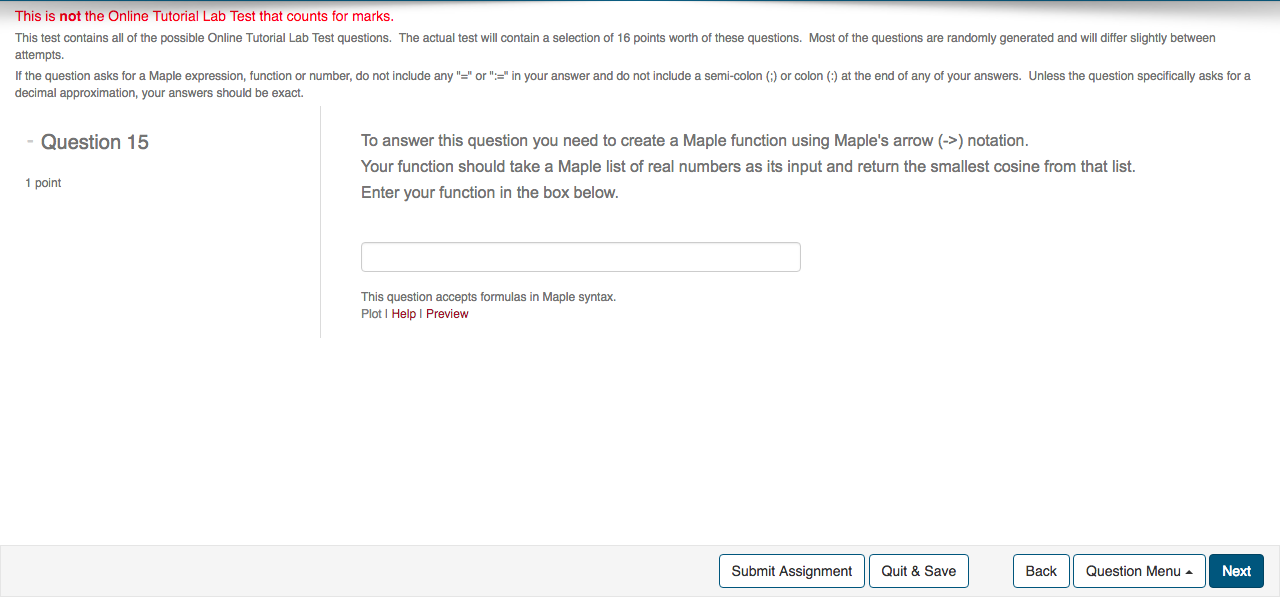 This is not the Online Tutorial Lab Test that counts for marks.
This test contains all of the possible Online Tutorial Lab Test questions.  The actual test will contain a selection of 16 points worth of these questions.  Most of the questions are randomly generated and will differ slightly between
attempts.
If the question asks for a Maple expression, function or number, do not include any "=" or ":=" in your answer and do not include a semi-colon (;) or colon (:) at the end of any of your answers.  Unless the question specifically asks for a
decimal approximation, your answers should be exact.
- Question 15
1 point
To answer this question you need to create a Maple function using Maple's arrow (->) notation.
Your function should take a Maple list of real numbers as its input and return the smallest cosine from that list.
Enter your function in the box below.
This question accepts formulas in Maple syntax.
Plot | Help | Preview
Submit Assignment Quit & Save Back Question Menu Next